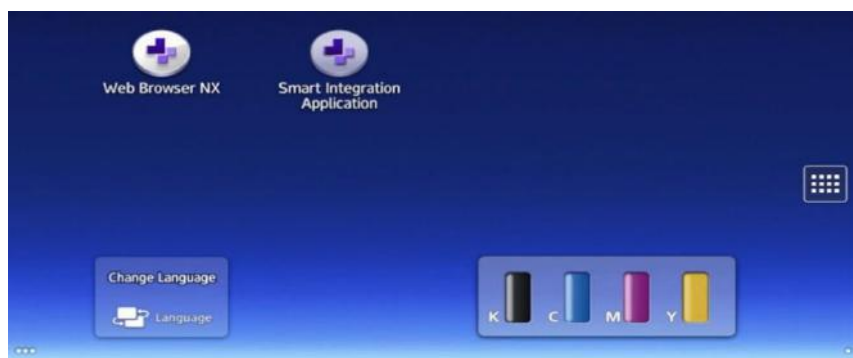 Web Browser NX
Smart Integration
Application
Change Language
Language
K C M Y